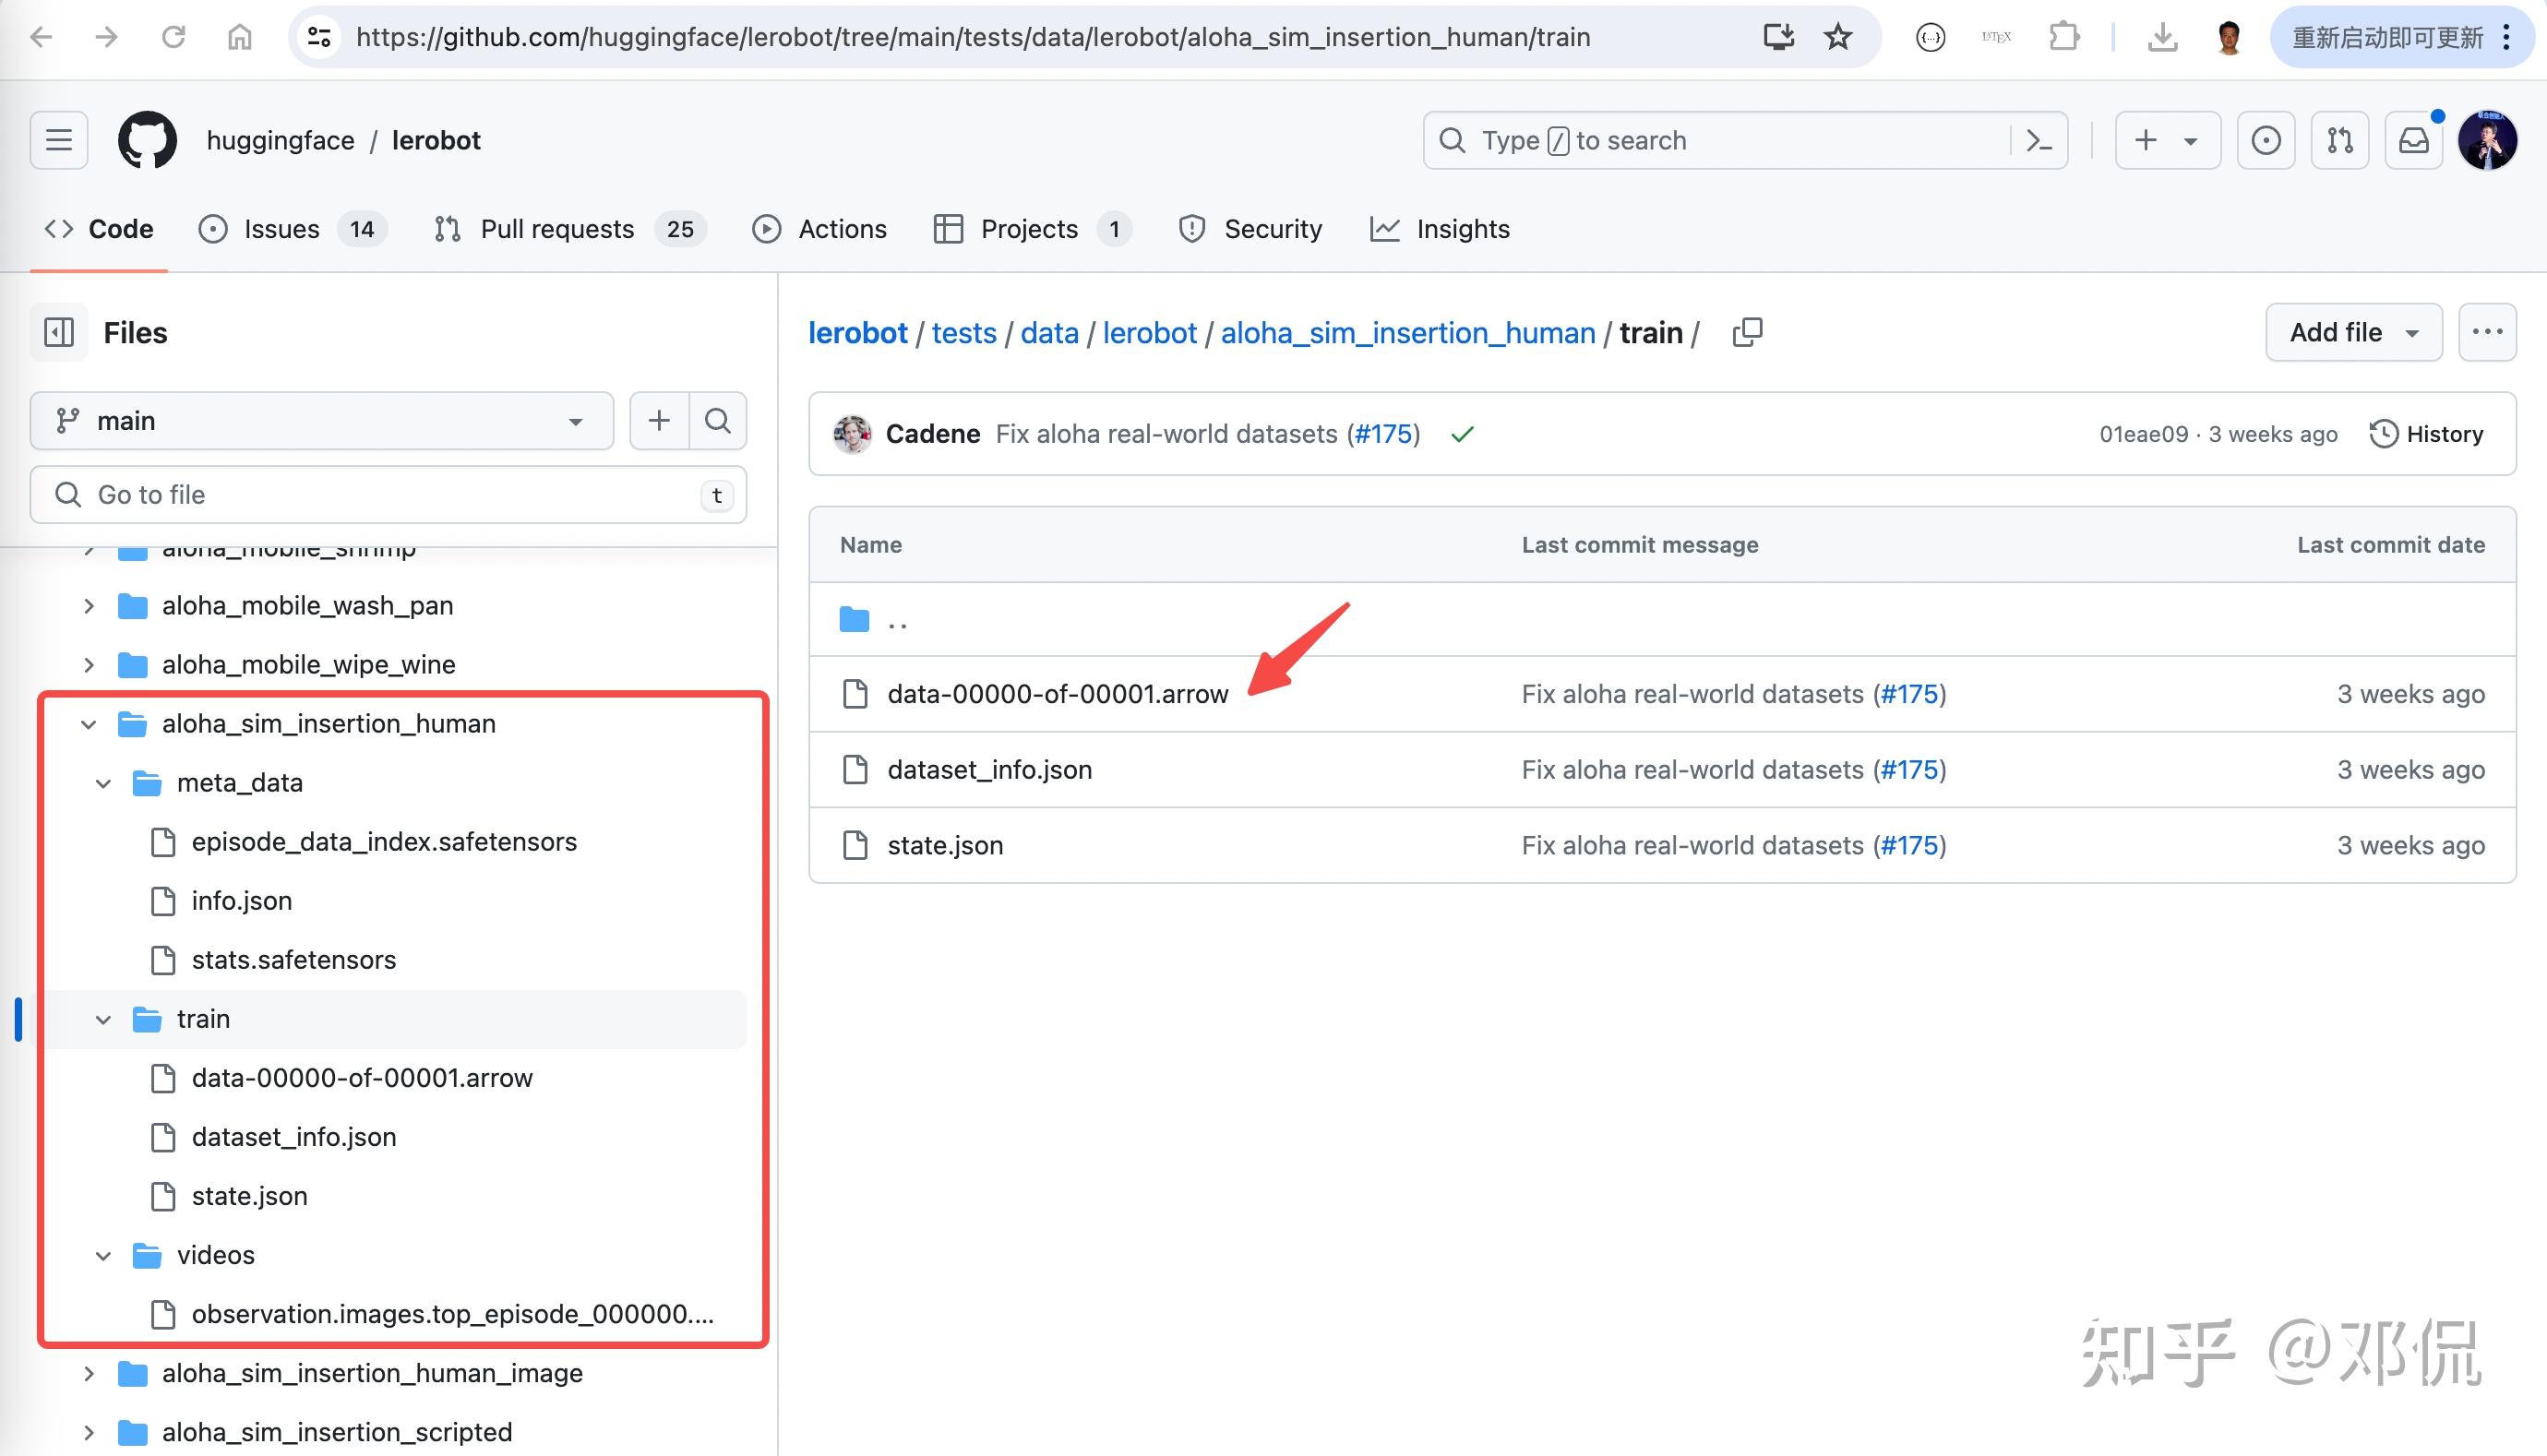 https://github.com/huggingface/lerobot/tree/main/tests/data/lerobot/aloha_sim_insertion_human/train
{...}
LATEX
重新启动即可更新
huggingface / lerobot
Type / to search
Code
Issues 14
Pull requests 25
Actions
Projects 1
Security
Insights
Files
main
Go to file
t
aloha_mobile_shrimp
aloha_mobile_wash_pan
aloha_mobile_wipe_wine
aloha_sim_insertion_human
meta_data
episode_data_index.safetensors
info.json
stats.safetensors
train
data-00000-of-00001.arrow
dataset_info.json
state.json
videos
observation.images.top_episode_000000....
aloha_sim_insertion_human_image
aloha_sim_insertion_scripted
lerobot / tests / data / lerobot / aloha_sim_insertion_human / train /
Add file
Cadene Fix aloha real-world datasets (#175)
01eae09 · 3 weeks ago
History
Name Last commit message Last commit date
..
data-00000-of-00001.arrow Fix aloha real-world datasets (#175) 3 weeks ago
dataset_info.json Fix aloha real-world datasets (#175) 3 weeks ago
state.json Fix aloha real-world datasets (#175) 3 weeks ago
知乎 @邓侃